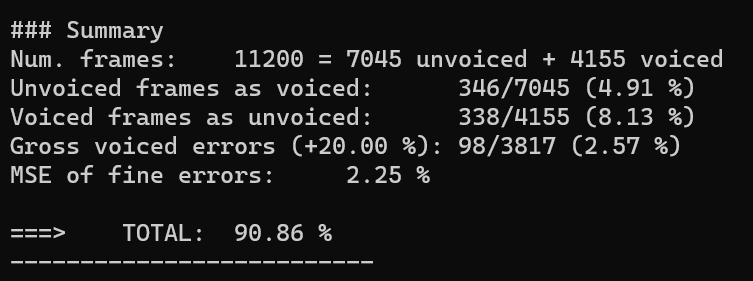 ### Summary
Num. frames:    11200 = 7045 unvoiced + 4155 voiced
Unvoiced frames as voiced:      346/7045 (4.91 %)
Voiced frames as unvoiced:      338/4155 (8.13 %)
Gross voiced errors (+20.00 %): 98/3817 (2.57 %)
MSE of fine errors:     2.25 %
===>    TOTAL:  90.86 %
--------------------------